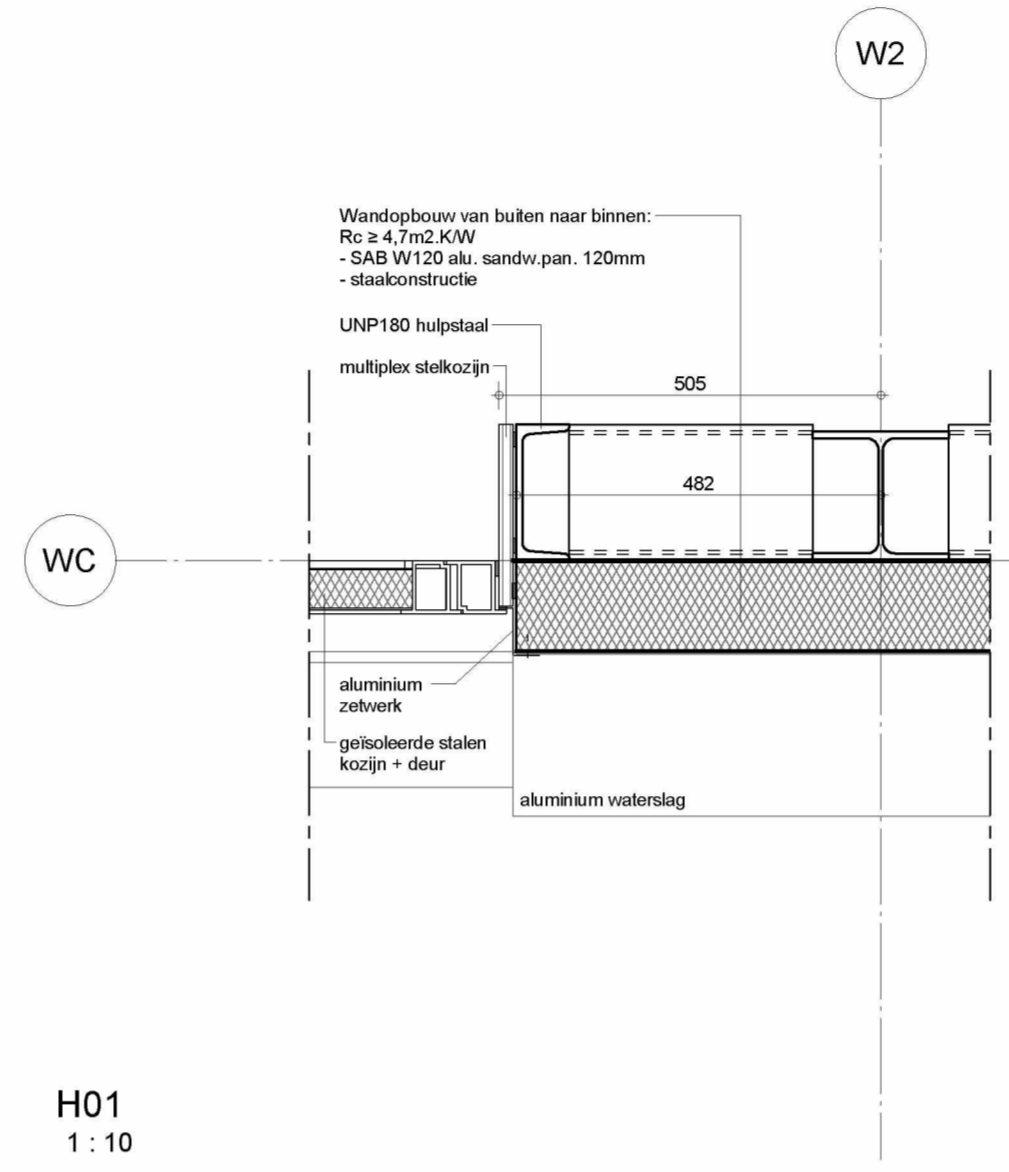 W2
Wandopbouw van buiten naar binnen:
Rc ≥ 4,7m2.K/W
- SAB W120 alu. sandw.pan. 120mm
- staalconstructie
UNP180 hulpstaal
multiplex stelkozijn
505
482
WC
aluminium
zetwerk
geïsoleerde stalen
kozijn + deur
aluminium waterslag
H01
1 : 10